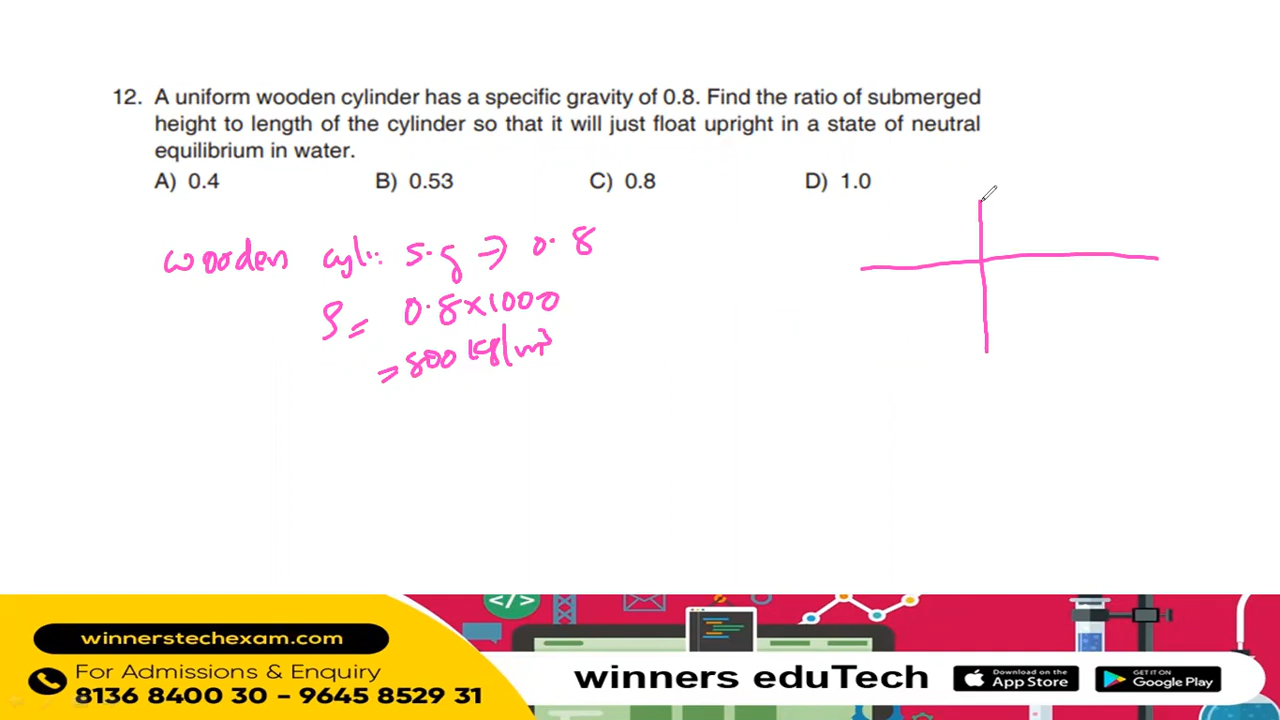 12. A uniform wooden cylinder has a specific gravity of 0.8. Find the ratio of submerged
height to length of the cylinder so that it will just float upright in a state of neutral
equilibrium in water.
A) 0.4 B) 0.53 C) 0.8 D) 1.0
wooden cyl:: s.g ⇒ 0.8
ρ = 0.8×1000
= 800 kg/m³
</>
winnerstechexam.com
For Admissions & Enquiry
8136 8400 30 – 9645 8529 31
winners eduTech
Download on the
App Store
GET IT ON
Google Play